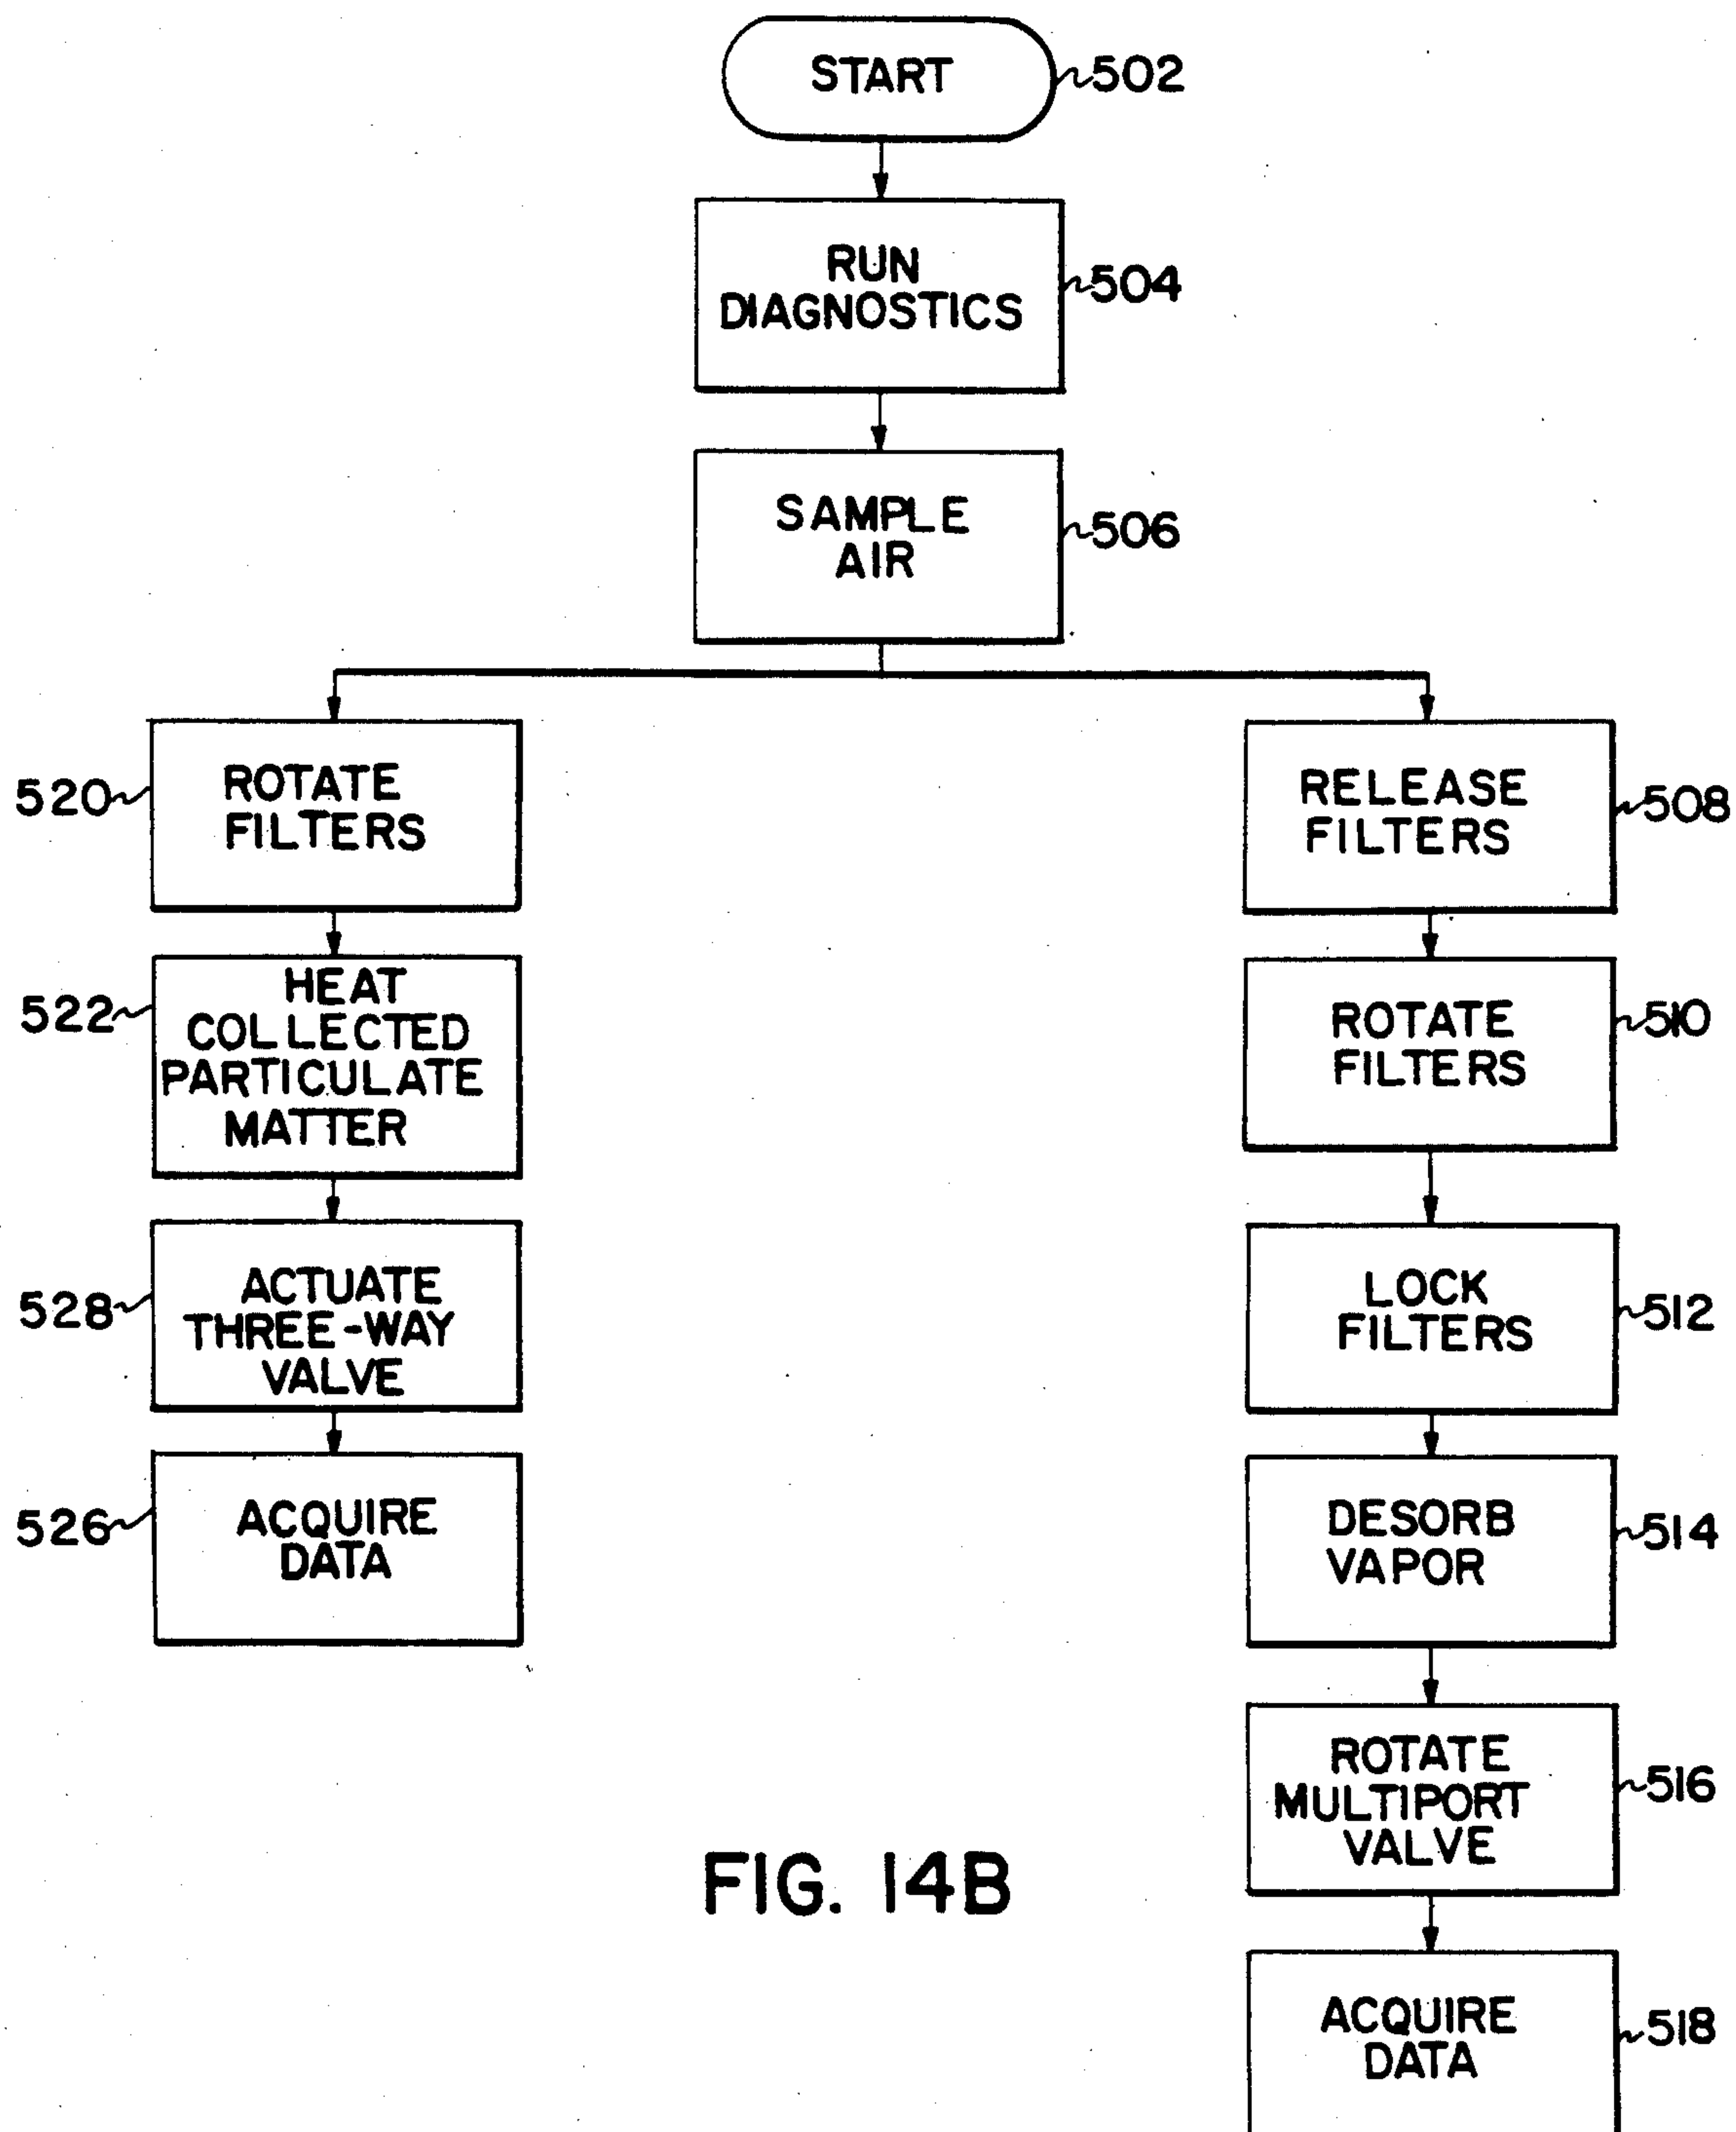 START
502
RUN
DIAGNOSTICS
504
SAMPLE
AIR
506
520
ROTATE
FILTERS
522
HEAT
COLLECTED
PARTICULATE
MATTER
528
ACTUATE
THREE-WAY
VALVE
526
ACQUIRE
DATA
RELEASE
FILTERS
508
ROTATE
FILTERS
510
LOCK
FILTERS
512
DESORB
VAPOR
514
ROTATE
MULTIPORT
VALVE
516
ACQUIRE
DATA
518
FIG. 14B